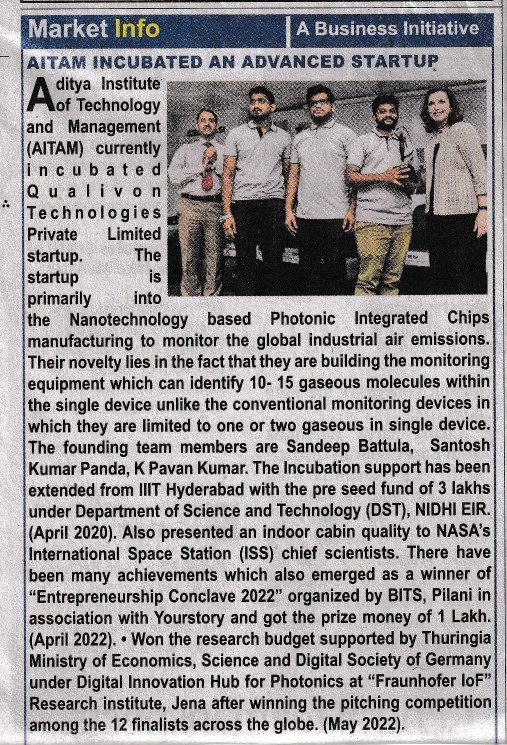 Market Info
A Business Initiative
AITAM INCUBATED AN ADVANCED STARTUP
Aditya Institute
of Technology
and Management
(AITAM) currently
incubated
Qualivon
Technologies
Private Limited
startup. The
startup is
primarily into
the Nanotechnology based Photonic Integrated Chips
manufacturing to monitor the global industrial air emissions.
Their novelty lies in the fact that they are building the monitoring
equipment which can identify 10- 15 gaseous molecules within
the single device unlike the conventional monitoring devices in
which they are limited to one or two gaseous in single device.
The founding team members are Sandeep Battula, Santosh
Kumar Panda, K Pavan Kumar. The Incubation support has been
extended from IIIT Hyderabad with the pre seed fund of 3 lakhs
under Department of Science and Technology (DST), NIDHI EIR.
(April 2020). Also presented an indoor cabin quality to NASA's
International Space Station (ISS) chief scientists. There have
been many achievements which also emerged as a winner of
“Entrepreneurship Conclave 2022” organized by BITS, Pilani in
association with Yourstory and got the prize money of 1 Lakh.
(April 2022). • Won the research budget supported by Thuringia
Ministry of Economics, Science and Digital Society of Germany
under Digital Innovation Hub for Photonics at “Fraunhofer IoF”
Research institute, Jena after winning the pitching competition
among the 12 finalists across the globe. (May 2022).